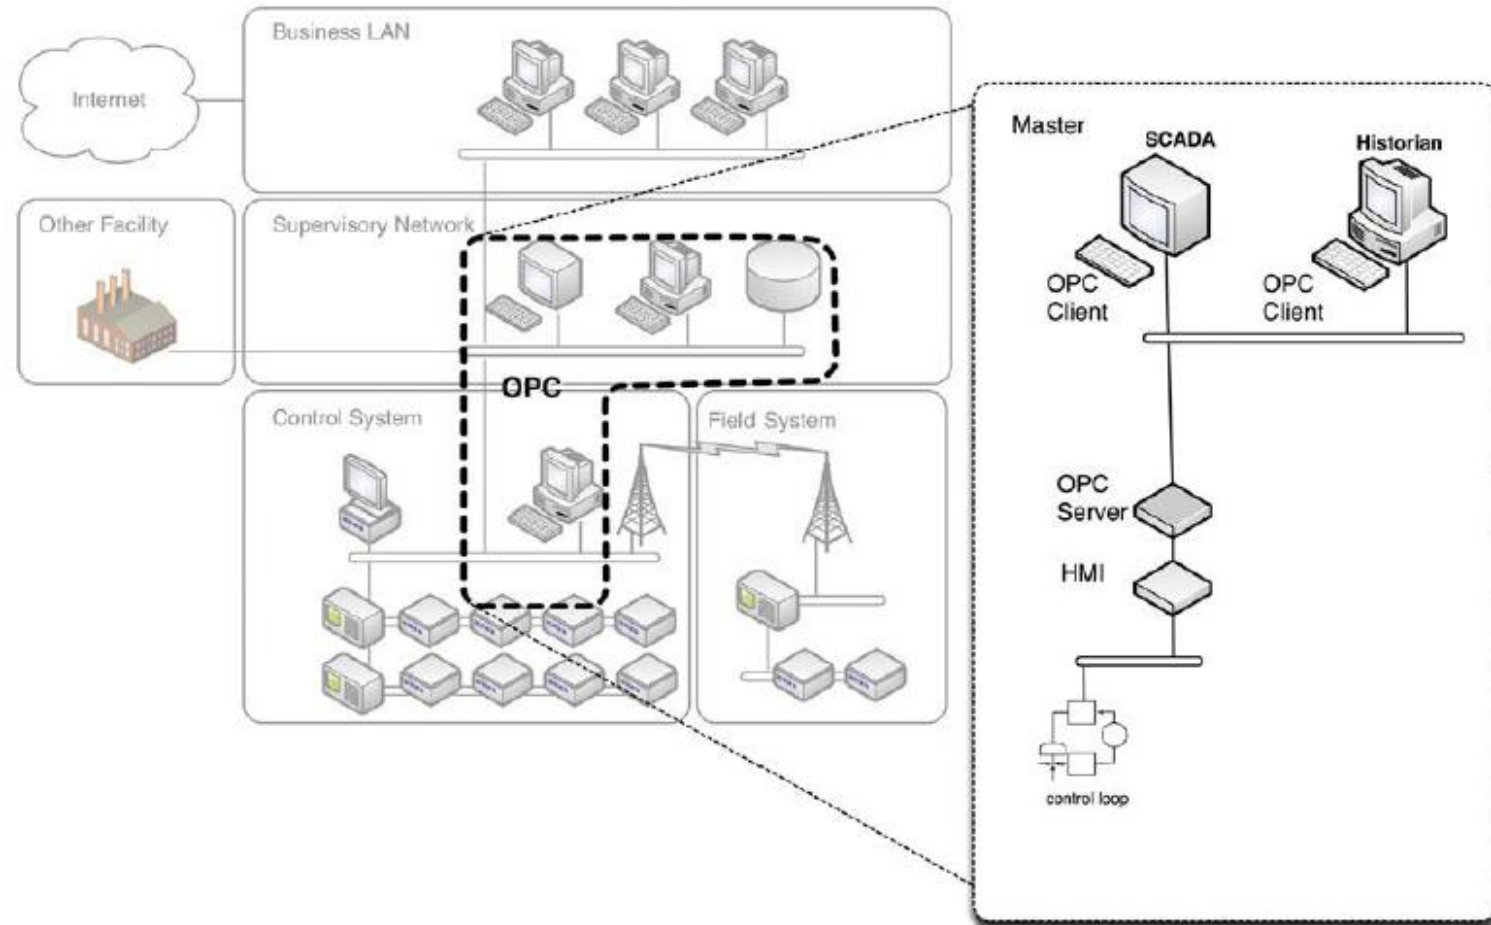 Business LAN
Internet
Other Facility
Supervisory Network
OPC
Control System
Field System
Master
SCADA
Historian
OPC
Client
OPC
Client
OPC
Server
HMI
control loop